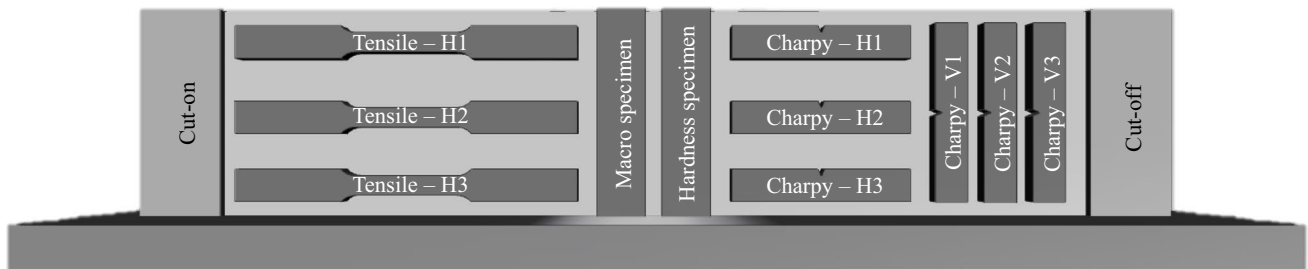 Cut-on
Tensile – H1
Tensile – H2
Tensile – H3
Macro specimen
Hardness specimen
Charpy – H1
Charpy – H2
Charpy – H3
Charpy – V1
Charpy – V2
Charpy – V3
Cut-off